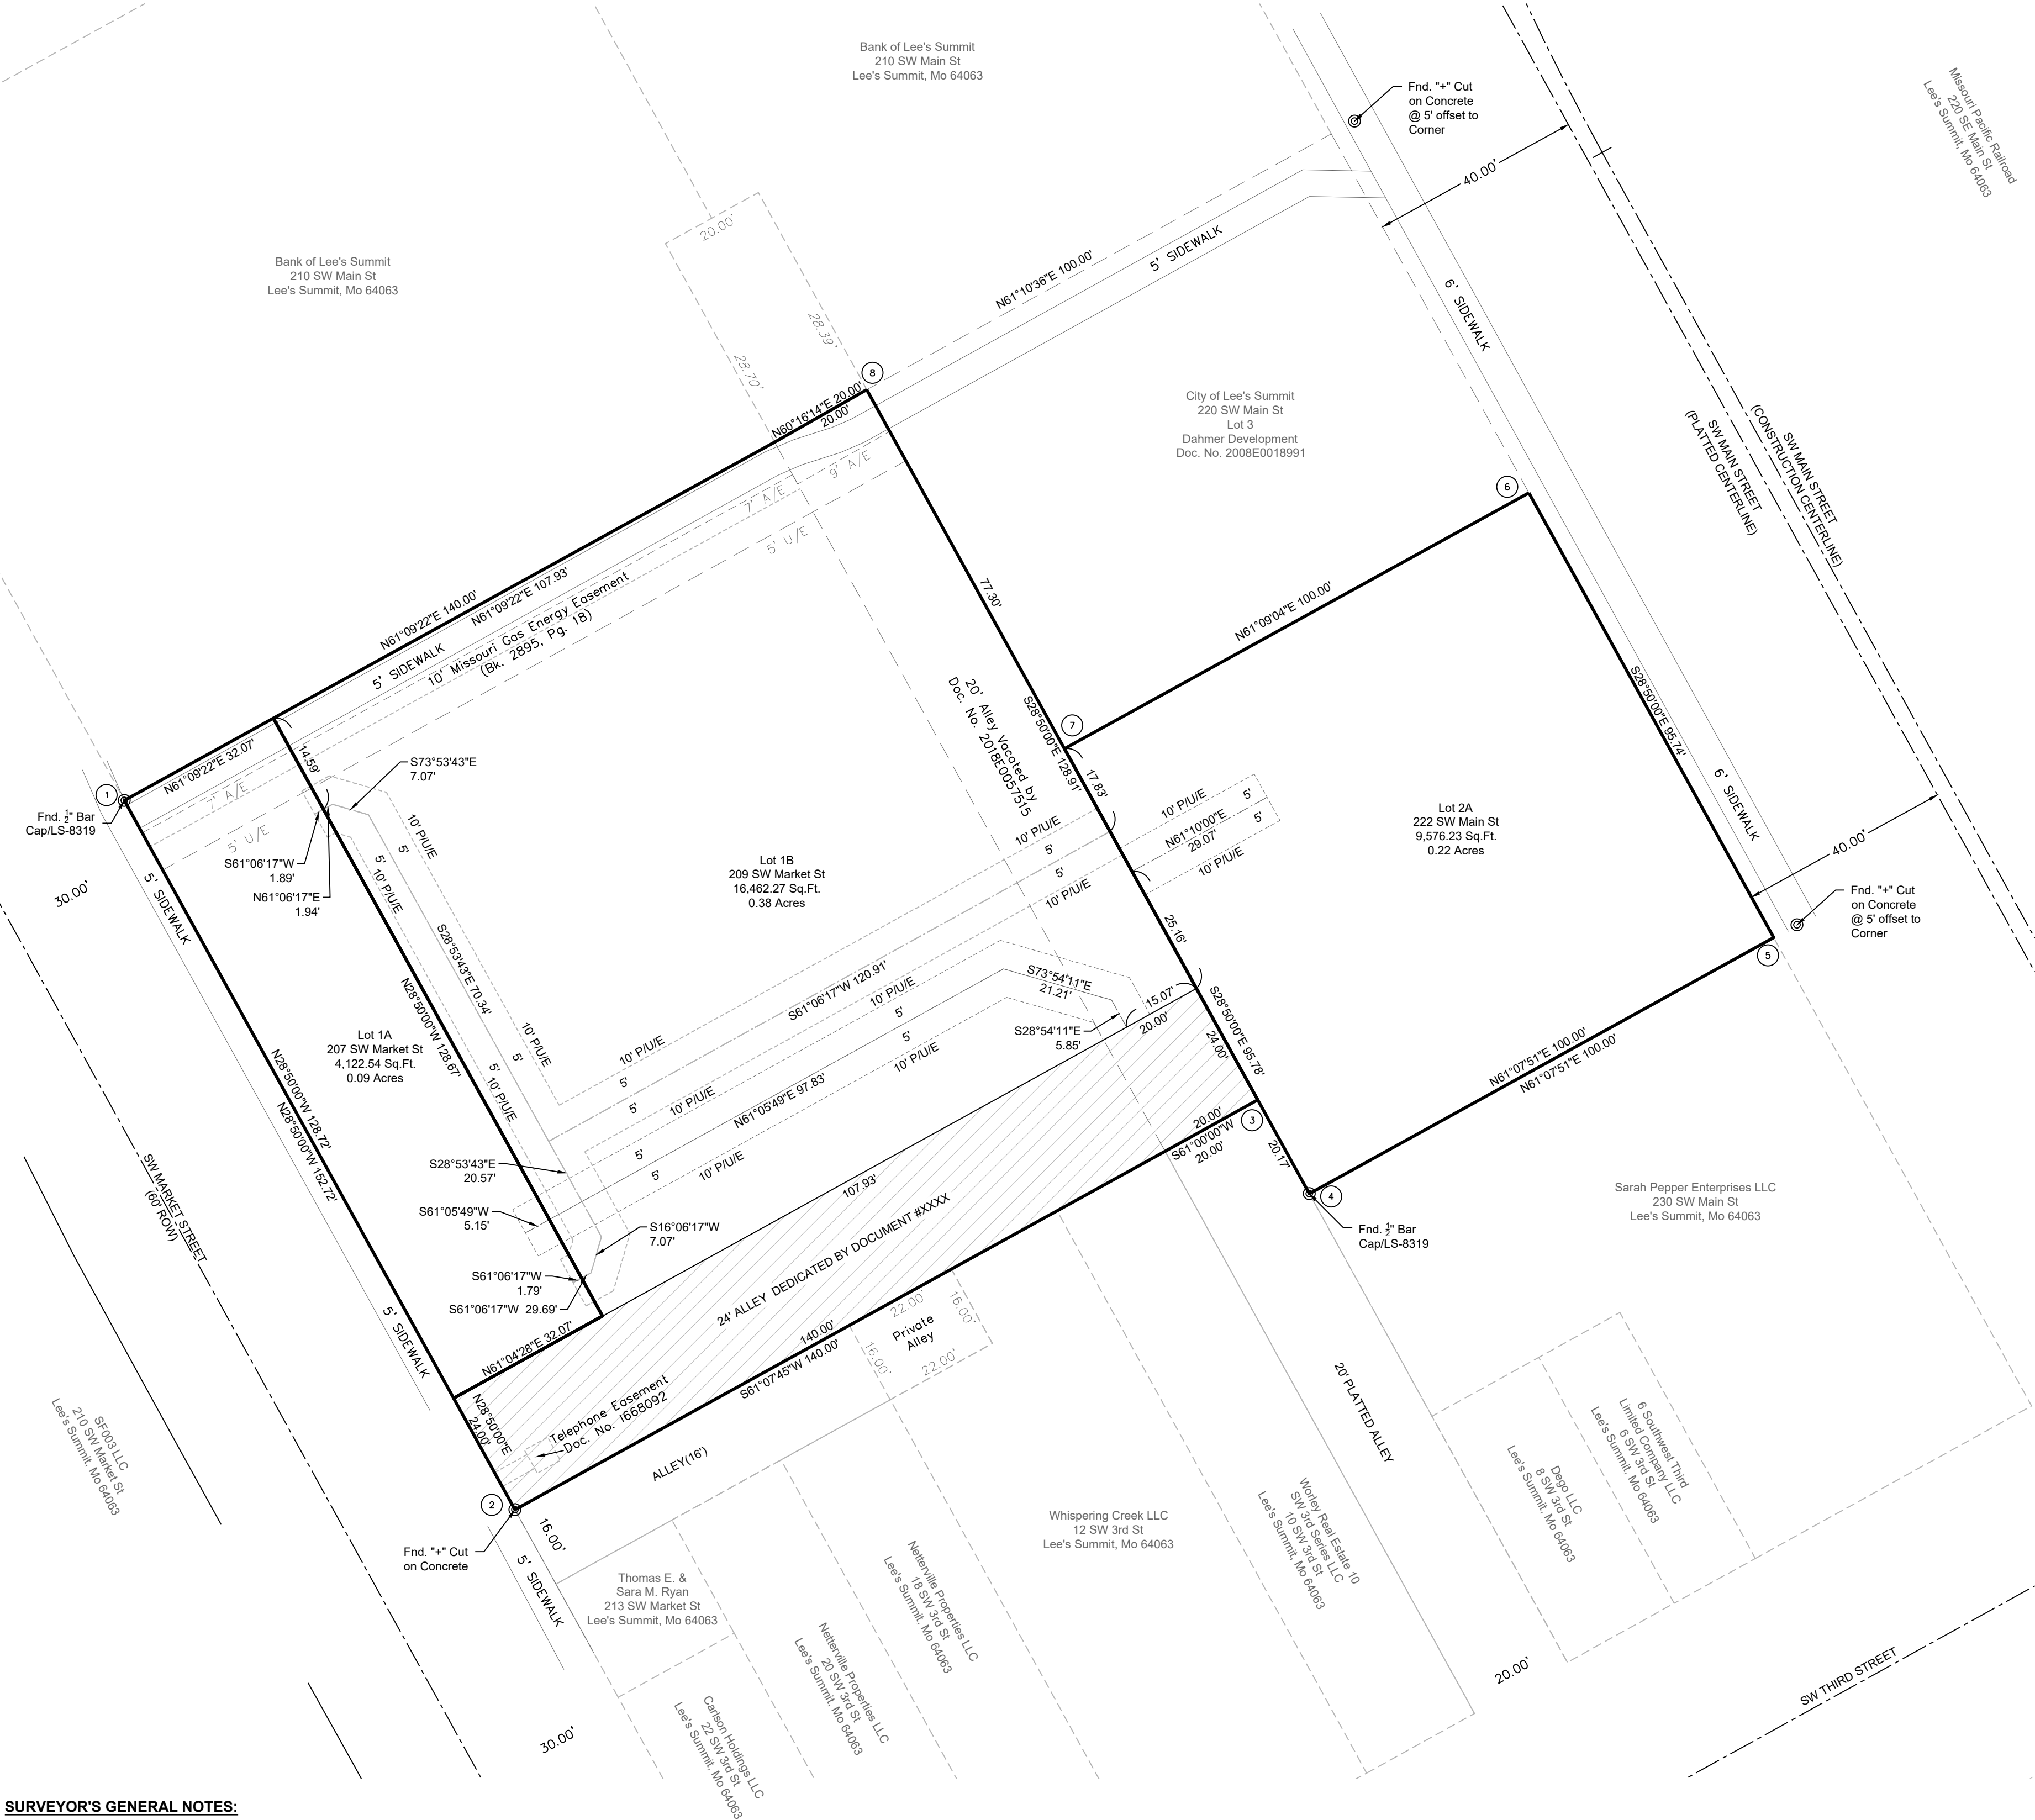 Bank of Lee's Summit
210 SW Main St
Lee's Summit, Mo 64063
Fnd. "+" Cut
on Concrete
@ 5' offset to
Corner
Missouri Pacific Railroad
220 SE Main St
Lee's Summit, Mo 64063
40.00'
20.00'
Bank of Lee's Summit
210 SW Main St
Lee's Summit, Mo 64063
N61°10'36"E 100.00'
5' SIDEWALK
6' SIDEWALK
28.39'
28.70'
8
N60°16'14"E 20.00'
20.00'
City of Lee's Summit
220 SW Main St
Lot 3
Dahmer Development
Doc. No. 2008E0018991
SW MAIN STREET
(CONSTRUCTION CENTERLINE)
SW MAIN STREET
(PLATTED CENTERLINE)
9' A/E
7' A/E
5' U/E
6
N61°09'22"E 140.00'
N61°09'22"E 107.93'
5' SIDEWALK
10' Missouri Gas Energy Easement
(Bk. 2895, Pg. 18)
77.30'
N61°09'04"E 100.00'
S28°50'00"E 95.74'
20' Alley Vacated by
Doc. No. 2018E0057515
S28°50'00"E 128.91'
7
17.83'
N61°09'22"E 32.07'
14.59'
1
Fnd. ½" Bar
Cap/LS-8319
7' A/E
5' U/E
S73°53'43"E
7.07'
S61°06'17"W
1.89'
N61°06'17"E
1.94'
10' P/U/E
5'
5'
10' P/U/E
30.00'
5' SIDEWALK
Lot 1B
209 SW Market St
16,462.27 Sq.Ft.
0.38 Acres
10' P/U/E
5'
5'
10' P/U/E
10' P/U/E
5'
N61°10'00"E
29.07'
5'
10' P/U/E
Lot 2A
222 SW Main St
9,576.23 Sq.Ft.
0.22 Acres
6' SIDEWALK
40.00'
Fnd. "+" Cut
on Concrete
@ 5' offset to
Corner
5
25.16'
S28°53'43"E 70.34'
N28°50'00"W 128.67'
S61°06'17"W 120.91'
10' P/U/E
5'
5'
10' P/U/E
S73°54'11"E
21.21'
15.07'
20.00'
S28°54'11"E
5.85'
S28°50'00"E 95.78'
24.00'
Lot 1A
207 SW Market St
4,122.54 Sq.Ft.
0.09 Acres
10' P/U/E
5'
5'
10' P/U/E
10' P/U/E
5'
5'
10' P/U/E
N61°05'49"E 97.83'
5'
5'
10' P/U/E
N28°50'00"W 128.72'
N28°50'00"W 152.72'
N61°07'51"E 100.00'
N61°07'51"E 100.00'
20.00'
3
S61°00'00"W
20.00'
20.17'
4
Fnd. ½" Bar
Cap/LS-8319
Sarah Pepper Enterprises LLC
230 SW Main St
Lee's Summit, Mo 64063
SW MARKET STREET
(60' ROW)
S28°53'43"E
20.57'
S61°05'49"W
5.15'
S16°06'17"W
7.07'
S61°06'17"W
1.79'
S61°06'17"W 29.69'
107.93'
24' ALLEY DEDICATED BY DOCUMENT #XXXX
5' SIDEWALK
N61°04'28"E 32.07'
140.00'
S61°07'45"W 140.00'
22.00'
16.00'
Private
Alley
16.00'
22.00'
N28°50'00"E
24.00'
Telephone Easement
Doc. No. I668092
ALLEY(16')
2
Fnd. "+" Cut
on Concrete
16.00'
5' SIDEWALK
SF003 LLC
210 SW Market St
Lee's Summit, Mo 64063
20' PLATTED ALLEY
6 Southwest Third
Limited Company LLC
6 SW 3rd St
Lee's Summit, Mo 64063
Dego LLC
8 SW 3rd St
Lee's Summit, Mo 64063
Worley Real Estate 10
SW 3rd Series LLC
10 SW 3rd St
Lee's Summit, Mo 64063
Whispering Creek LLC
12 SW 3rd St
Lee's Summit, Mo 64063
Netterville Properties LLC
18 SW 3rd St
Lee's Summit, Mo 64063
Netterville Properties LLC
20 SW 3rd St
Lee's Summit, Mo 64063
Thomas E. &
Sara M. Ryan
213 SW Market St
Lee's Summit, Mo 64063
Carlson Holdings LLC
22 SW 3rd St
Lee's Summit, Mo 64063
30.00'
20.00'
SW THIRD STREET
SURVEYOR'S GENERAL NOTES: